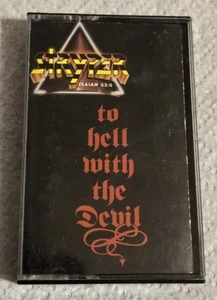 Stryper
ISAIAH 53:5
to
hell
with
the
Devil